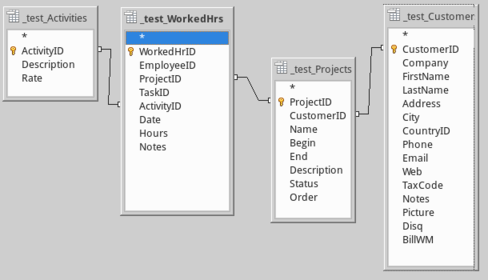 _test_Activities
*
ActivityID
Description
Rate
_test_WorkedHrs
*
WorkedHrID
EmployeeID
ProjectID
TaskID
ActivityID
Date
Hours
Notes
_test_Projects
*
ProjectID
CustomerID
Name
Begin
End
Description
Status
Order
_test_Customer
*
CustomerID
Company
FirstName
LastName
Address
City
CountryID
Phone
Email
Web
TaxCode
Notes
Picture
Disq
BillWM